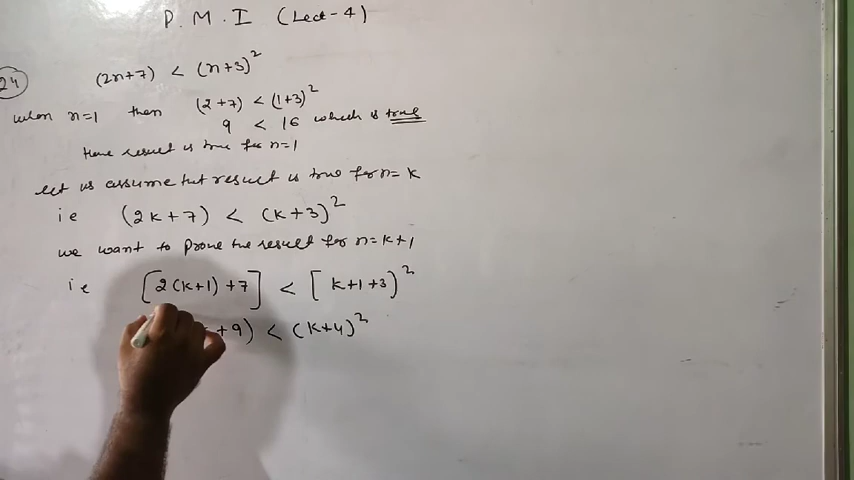 P. M. I (Lect-4)
24 (2n+7) < (n+3)²
when n=1 then (2+7) < (1+3)²
9 < 16 which is true
Hence result is true for n=1
let us assume that result is true for n=k
ie (2k+7) < (k+3)²
we want to prove the result for n=k+1
ie [2(k+1)+7] < [k+1+3)²
+9) < (k+4)²